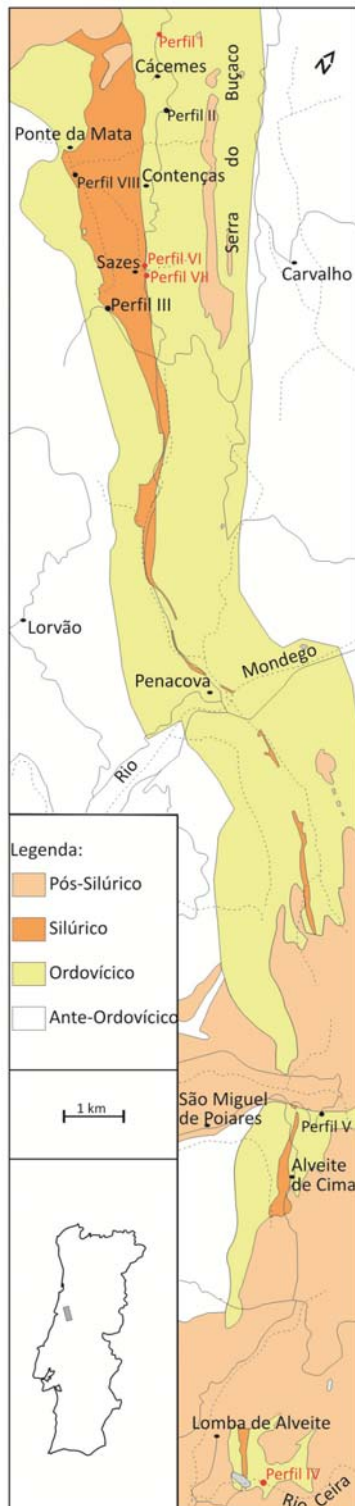 Perfil I
Cácemes
Buçaco
Perfil II
Ponte da Mata
Perfil VIII
Contenças
do
Serra
Perfil VI
Sazes
Perfil VII
Carvalho
Perfil III
Lorvão
Mondego
Penacova
Rio
Legenda:
Pós-Silúrico
Silúrico
Ordovícico
Ante-Ordovícico
1 km
São Miguel
de Poiares
Perfil V
Alveite
de Cima
Lomba de Alveite
Perfil IV
Rio Ceira
N